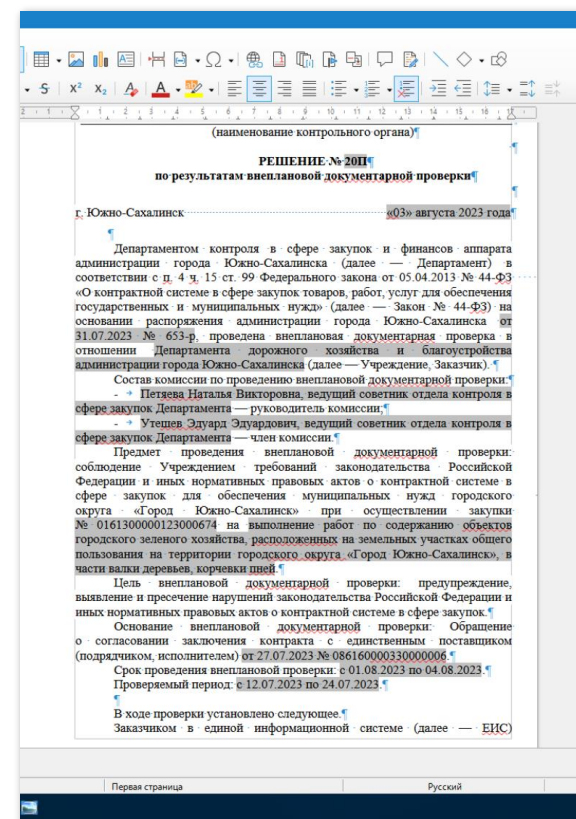 (наименование контрольного органа)¶
РЕШЕНИЕ № 20П¶
по результатам внеплановой документарной проверки¶
г. Южно-Сахалинск «03» августа 2023 года¶
Департаментом контроля в сфере закупок и финансов аппарата
администрации города Южно-Сахалинска (далее — Департамент) в
соответствии с п. 4 ч. 15 ст. 99 Федерального закона от 05.04.2013 № 44-ФЗ
«О контрактной системе в сфере закупок товаров, работ, услуг для обеспечения
государственных и муниципальных нужд» (далее — Закон № 44-ФЗ) на
основании распоряжения администрации города Южно-Сахалинска от
31.07.2023 № 653-р, проведена внеплановая документарная проверка в
отношении Департамента дорожного хозяйства и благоустройства
администрации города Южно-Сахалинска (далее — Учреждение, Заказчик).¶
Состав комиссии по проведению внеплановой документарной проверки:¶
- Петяева Наталья Викторовна, ведущий советник отдела контроля в
сфере закупок Департамента — руководитель комиссии;¶
- Утешев Эдуард Эдуардович, ведущий советник отдела контроля в
сфере закупок Департамента — член комиссии.¶
Предмет проведения внеплановой документарной проверки:
соблюдение Учреждением требований законодательства Российской
Федерации и иных нормативных правовых актов о контрактной системе в
сфере закупок для обеспечения муниципальных нужд городского
округа «Город Южно-Сахалинск» при осуществлении закупки
№ 0161300000123000674 на выполнение работ по содержанию объектов
городского зеленого хозяйства, расположенных на земельных участках общего
пользования на территории городского округа «Город Южно-Сахалинск», в
части валки деревьев, корчевки пней.¶
Цель внеплановой документарной проверки: предупреждение,
выявление и пресечение нарушений законодательства Российской Федерации и
иных нормативных правовых актов о контрактной системе в сфере закупок.¶
Основание внеплановой документарной проверки: Обращение
о согласовании заключения контракта с единственным поставщиком
(подрядчиком, исполнителем) от 27.07.2023 № 086160000330000006.¶
Срок проведения внеплановой проверки: с 01.08.2023 по 04.08.2023.¶
Проверяемый период: с 12.07.2023 по 24.07.2023.¶
В ходе проверки установлено следующее.¶
Заказчиком в единой информационной системе (далее — ЕИС)
Первая страница Русский